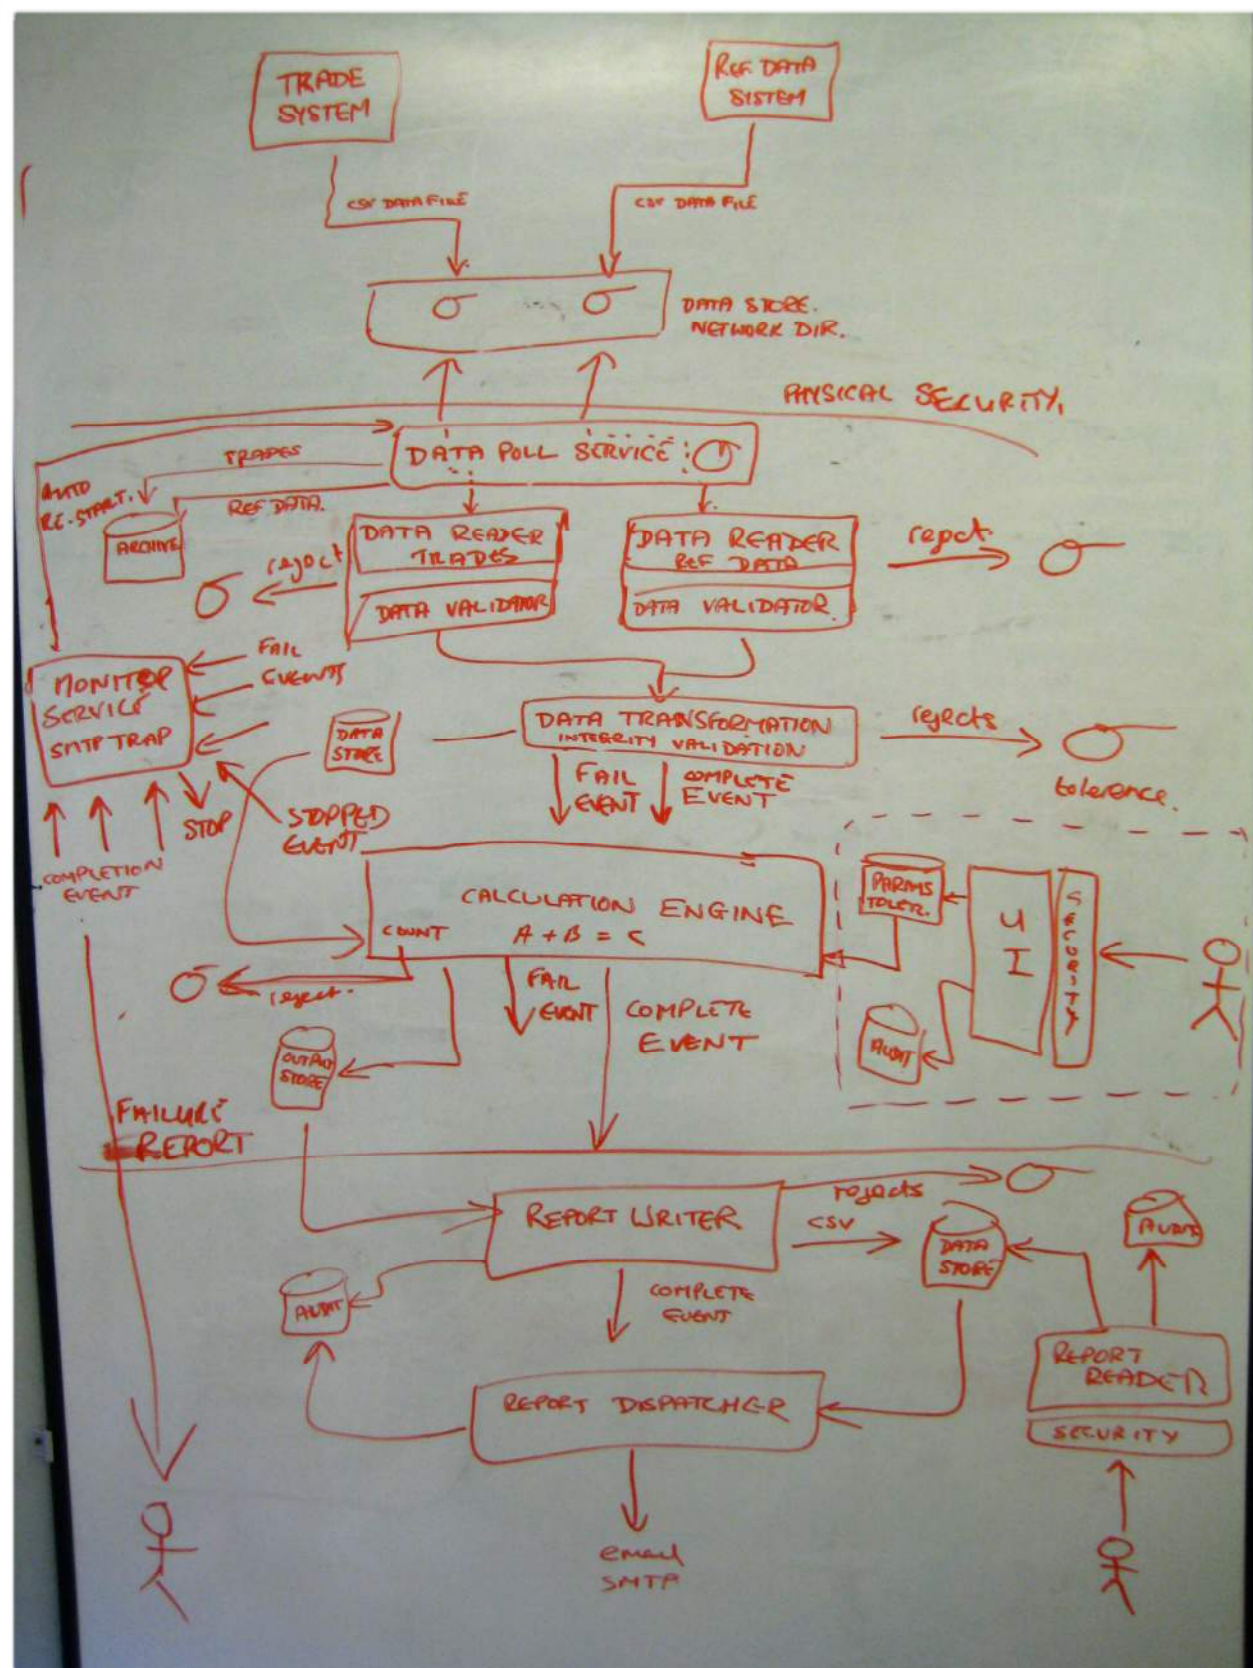 TRADE
SYSTEM
REF DATA
SYSTEM
CSV DATA FILE
CSV DATA FILE
DATA STORE.
NETWORK DIR.
PHYSICAL SECURITY.
DATA POLL SERVICE
TRADES
AUTO
RE-START.
REF DATA.
ARCHIVE
DATA READER
TRADES
DATA VALIDATOR
DATA READER
REF DATA
DATA VALIDATOR
reject
reject
FAIL
EVENTS
MONITOR
SERVICE
SMTP TRAP
DATA
STORE
DATA TRANSFORMATION
INTEGRITY VALIDATION
rejects
tolerence.
FAIL
EVENT
COMPLETE
EVENT
STOP
STOPPED
EVENT
COMPLETION
EVENT
CALCULATION ENGINE
COUNT
A + B = C
PARAMS
TOLER.
UI
SECURITY
AUDIT
reject.
FAIL
EVENT
COMPLETE
EVENT
OUTPUT
STORE
FAILURE
REPORT
REPORT WRITER
rejects
CSV
DATA
STORE
AUDIT
AUDIT
COMPLETE
EVENT
REPORT DISPATCHER
REPORT
READER
SECURITY
email
SMTP